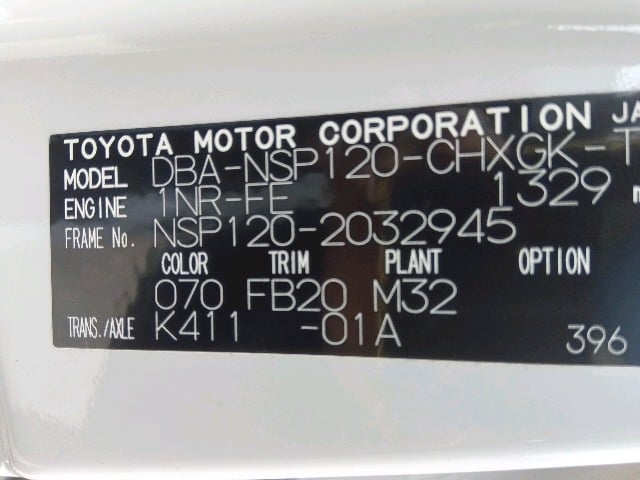 TOYOTA MOTOR CORPORATION JA
MODEL DBA-NSP120-CHXGK-T
ENGINE 1NR-FE 1329
FRAME No. NSP120-2032945
COLOR TRIM PLANT OPTION
070 FB20 M32
TRANS./AXLE K411 -01A 396